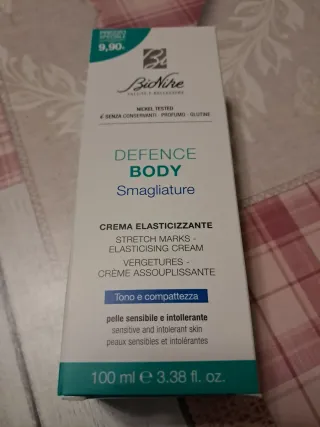 9,90
BioNike
NICKEL TESTED
SENZA CONSERVANTI - PROFUMO - GLUTINE
DEFENCE
BODY
Smagliature
CREMA ELASTICIZZANTE
STRETCH MARKS -
ELASTICISING CREAM
VERGETURES -
CRÈME ASSOUPLISSANTE
Tono e compattezza
pelle sensibile e intollerante
sensitive and intolerant skin
peaux sensibles et intolérantes
100 ml ℮ 3.38 fl. oz.